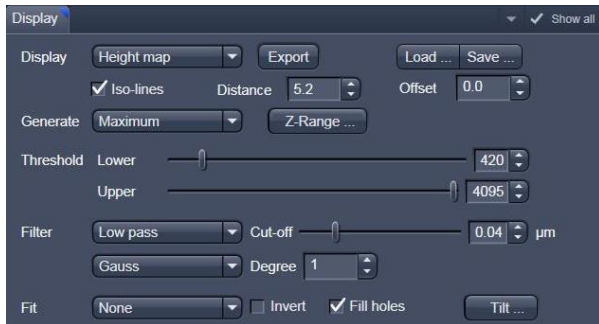 Display Show all
Display Height map Export Load ... Save ...
Iso-lines Distance 5.2 Offset 0.0
Generate Maximum Z-Range ...
Threshold Lower 420
Upper 4095
Filter Low pass Cut-off 0.04 µm
Gauss Degree 1
Fit None Invert Fill holes Tilt ...